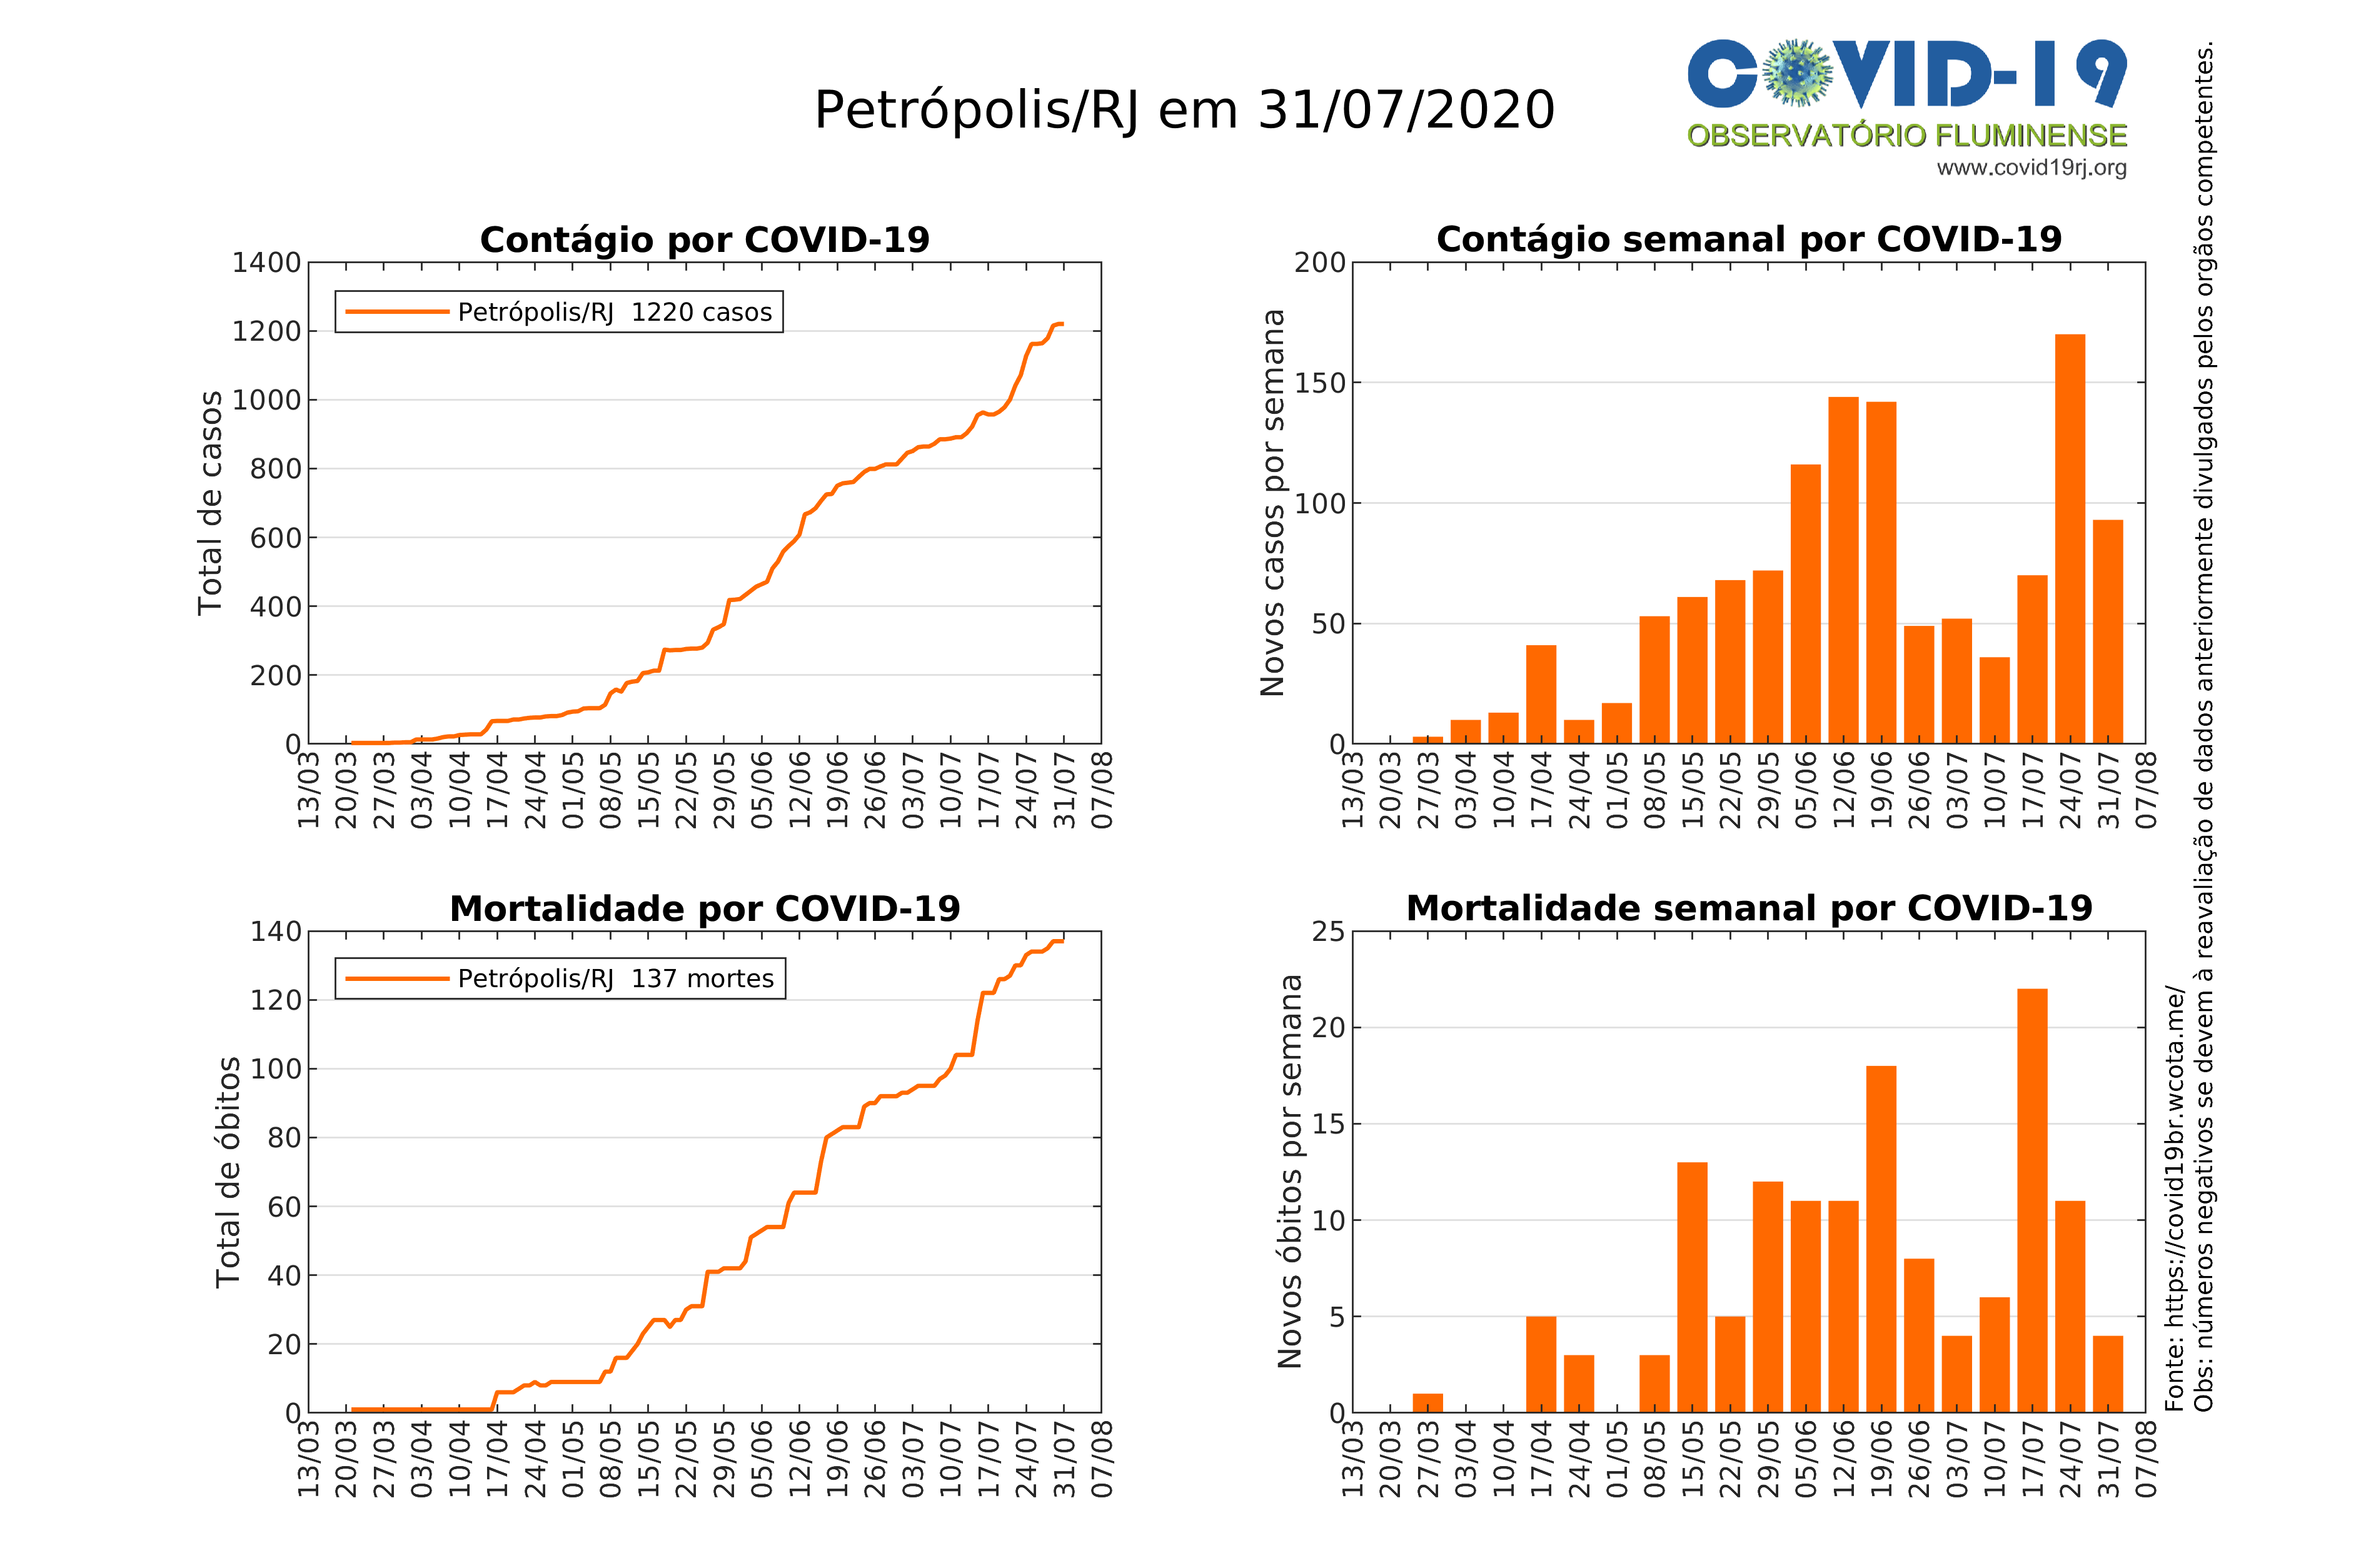 Petrópolis/RJ em 31/07/2020
COVID-19
OBSERVATÓRIO FLUMINENSE
www.covid19rj.org
Contágio por COVID-19
Total de casos
1400
1200
1000
800
600
400
200
0
Petrópolis/RJ 1220 casos
13/03 20/03 27/03 03/04 10/04 17/04 24/04 01/05 08/05 15/05 22/05 29/05 05/06 12/06 19/06 26/06 03/07 10/07 17/07 24/07 31/07 07/08
Contágio semanal por COVID-19
Novos casos por semana
200
150
100
50
0
13/03 20/03 27/03 03/04 10/04 17/04 24/04 01/05 08/05 15/05 22/05 29/05 05/06 12/06 19/06 26/06 03/07 10/07 17/07 24/07 31/07 07/08
Mortalidade por COVID-19
Total de óbitos
140
120
100
80
60
40
20
0
Petrópolis/RJ 137 mortes
13/03 20/03 27/03 03/04 10/04 17/04 24/04 01/05 08/05 15/05 22/05 29/05 05/06 12/06 19/06 26/06 03/07 10/07 17/07 24/07 31/07 07/08
Mortalidade semanal por COVID-19
Novos óbitos por semana
25
20
15
10
5
0
13/03 20/03 27/03 03/04 10/04 17/04 24/04 01/05 08/05 15/05 22/05 29/05 05/06 12/06 19/06 26/06 03/07 10/07 17/07 24/07 31/07 07/08
Fonte: https://covid19br.wcota.me/
Obs: números negativos se devem à reavaliação de dados anteriormente divulgados pelos orgãos competentes.